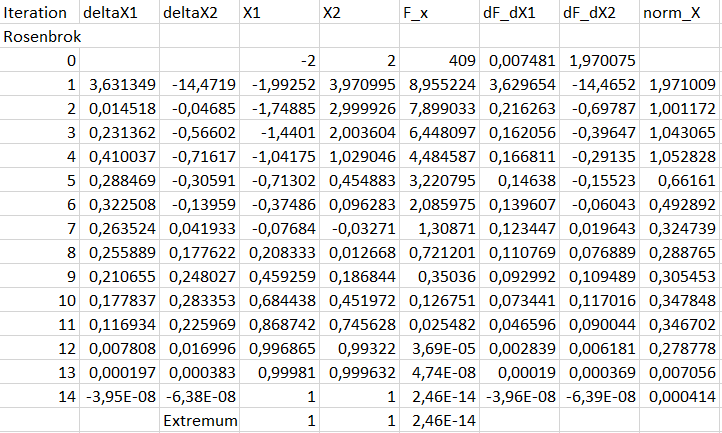 Iteration deltaX1 deltaX2 X1 X2 F_x dF_dX1 dF_dX2 norm_X
Rosenbrok
0 -2 2 409 0,007481 1,970075
1 3,631349 -14,4719 -1,99252 3,970995 8,955224 3,629654 -14,4652 1,971009
2 0,014518 -0,04685 -1,74885 2,999926 7,899033 0,216263 -0,69787 1,001172
3 0,231362 -0,56602 -1,4401 2,003604 6,448097 0,162056 -0,39647 1,043065
4 0,410037 -0,71617 -1,04175 1,029046 4,484587 0,166811 -0,29135 1,052828
5 0,288469 -0,30591 -0,71302 0,454883 3,220795 0,14638 -0,15523 0,66161
6 0,322508 -0,13959 -0,37486 0,096283 2,085975 0,139607 -0,06043 0,492892
7 0,263524 0,041933 -0,07684 -0,03271 1,30871 0,123447 0,019643 0,324739
8 0,255889 0,177622 0,208333 0,012668 0,721201 0,110769 0,076889 0,288765
9 0,210655 0,248027 0,459259 0,186844 0,35036 0,092992 0,109489 0,305453
10 0,177837 0,283353 0,684438 0,451972 0,126751 0,073441 0,117016 0,347848
11 0,116934 0,225969 0,868742 0,745628 0,025482 0,046596 0,090044 0,346702
12 0,007808 0,016996 0,996865 0,99322 3,69E-05 0,002839 0,006181 0,278778
13 0,000197 0,000383 0,99981 0,999632 4,74E-08 0,00019 0,000369 0,007056
14 -3,95E-08 -6,38E-08 1 1 2,46E-14 -3,96E-08 -6,39E-08 0,000414
Extremum 1 1 2,46E-14